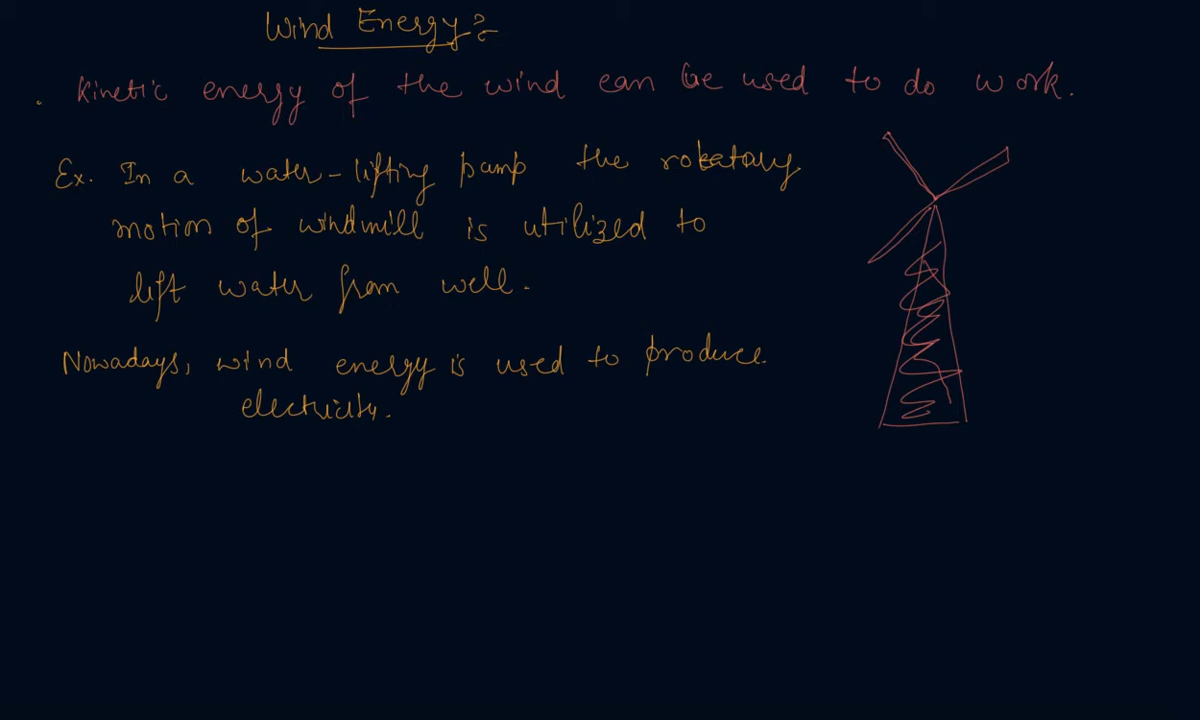 Wind Energy :-
. Kinetic energy of the wind can be used to do work.
Ex. In a water-lifting pump the rotatary
motion of windmill is utilized to
lift water from well.
Nowadays, wind energy is used to produce
electricity.